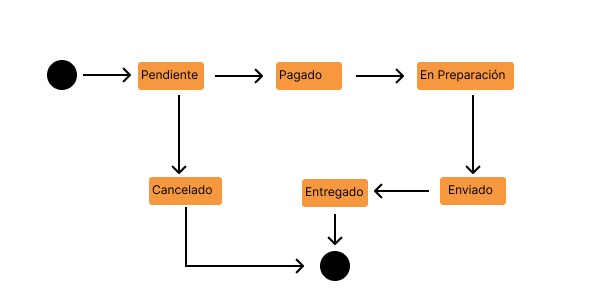 Pendiente
Pagado
En Preparación
Cancelado
Entregado
Enviado